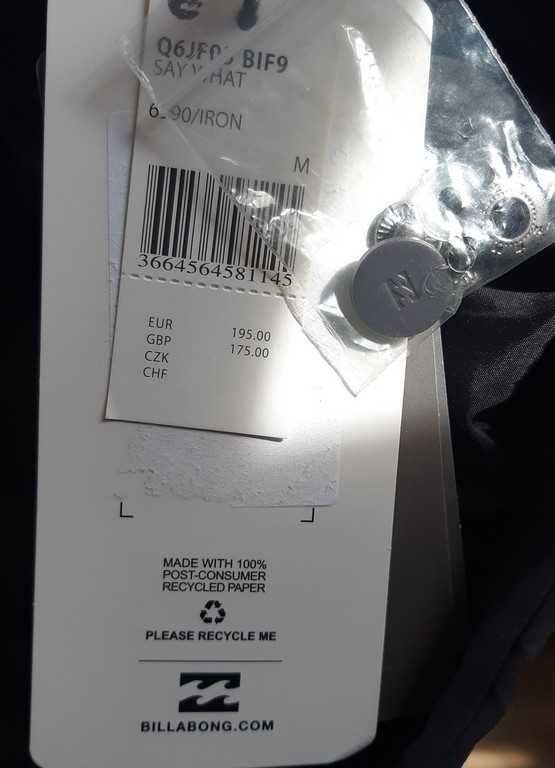 BIF9
SAY
M
3664564581145
EUR 195.00
GBP 175.00
CZK
CHF
MADE WITH 100%
POST-CONSUMER
RECYCLED PAPER
PLEASE RECYCLE ME
BILLABONG.COM